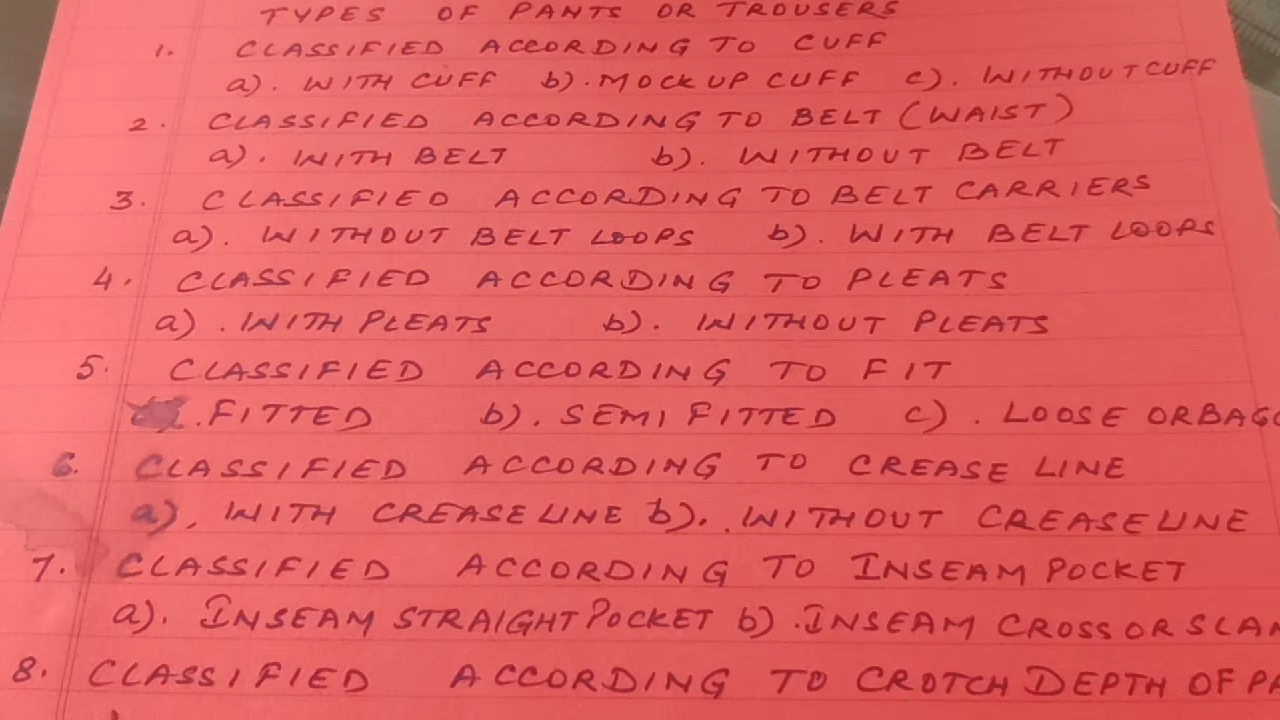 TYPES OF PANTS OR TROUSERS
1. CLASSIFIED ACCORDING TO CUFF
a). WITH CUFF b). MOCK UP CUFF c). WITHOUT CUFF
2. CLASSIFIED ACCORDING TO BELT (WAIST)
a). WITH BELT b). WITHOUT BELT
3. CLASSIFIED ACCORDING TO BELT CARRIERS
a). WITHOUT BELT LOOPS b). WITH BELT LOOPS
4. CLASSIFIED ACCORDING TO PLEATS
a). WITH PLEATS b). WITHOUT PLEATS
5. CLASSIFIED ACCORDING TO FIT
. FITTED b). SEMI FITTED c). LOOSE OR
6. CLASSIFIED ACCORDING TO CREASE LINE
a). WITH CREASE LINE b). WITHOUT CREASE LINE
7. CLASSIFIED ACCORDING TO INSEAM POCKET
a). INSEAM STRAIGHT POCKET b). INSEAM CROSS OR
8. CLASSIFIED ACCORDING TO CROTCH DEPTH OF